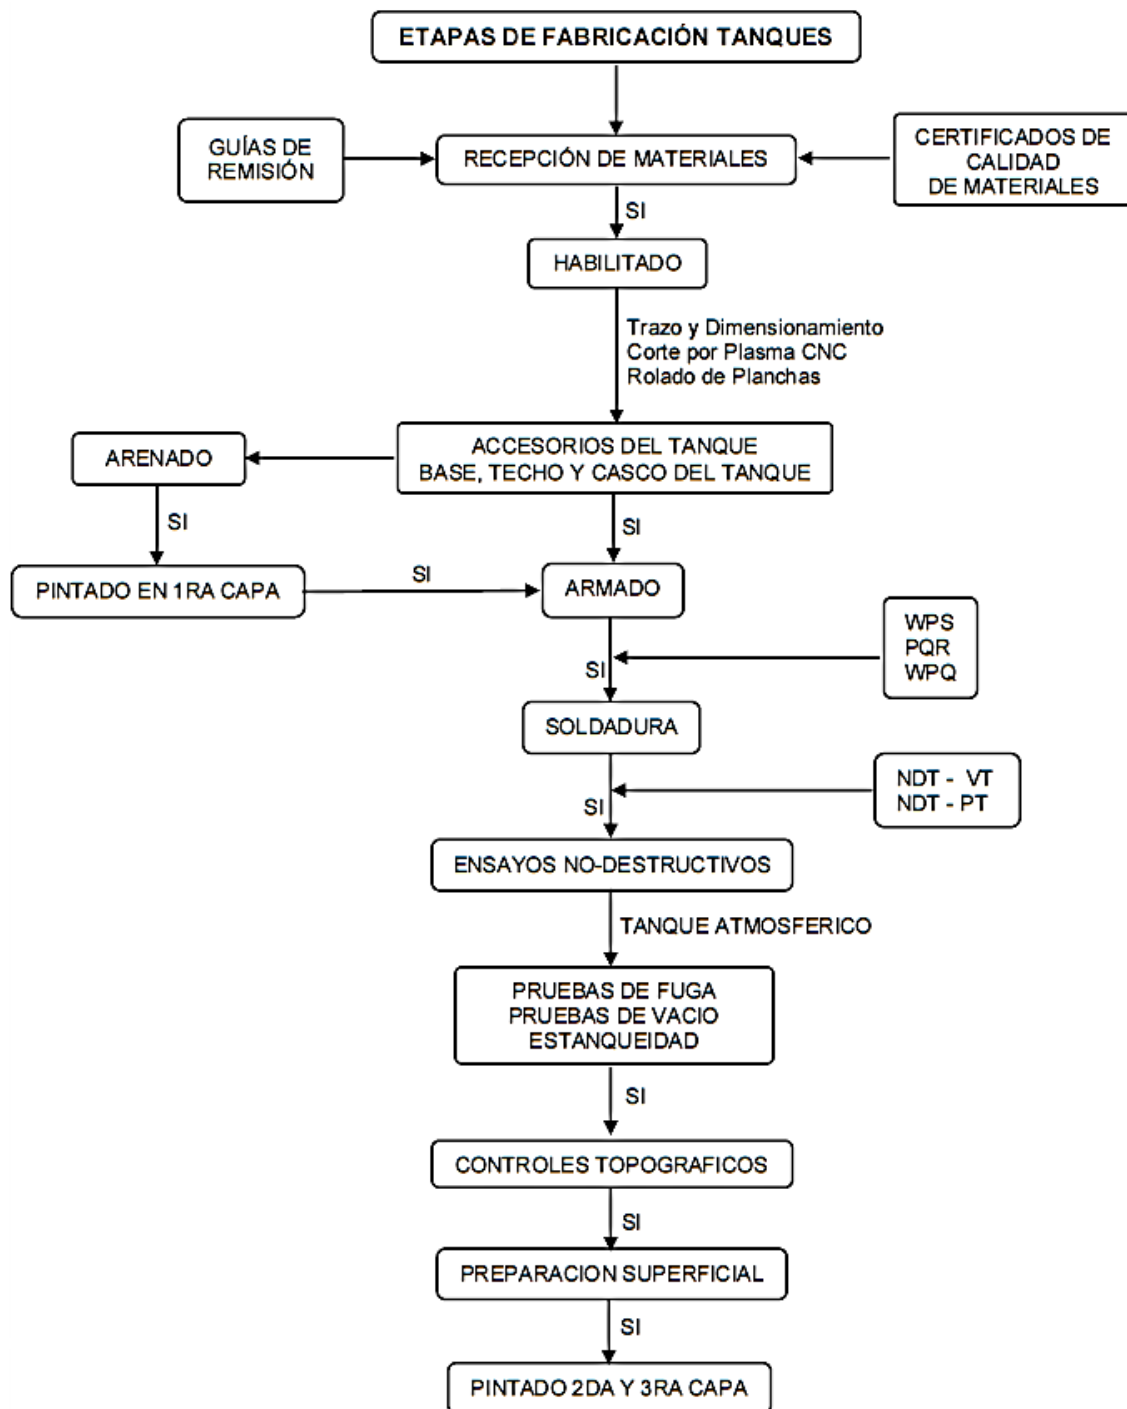 ETAPAS DE FABRICACIÓN TANQUES
GUÍAS DE
REMISIÓN
RECEPCIÓN DE MATERIALES
CERTIFICADOS DE
CALIDAD
DE MATERIALES
SI
HABILITADO
Trazo y Dimensionamiento
Corte por Plasma CNC
Rolado de Planchas
ARENADO
ACCESORIOS DEL TANQUE
BASE, TECHO Y CASCO DEL TANQUE
SI
SI
PINTADO EN 1RA CAPA
SI
ARMADO
WPS
PQR
WPQ
SI
SOLDADURA
NDT - VT
NDT - PT
SI
ENSAYOS NO-DESTRUCTIVOS
TANQUE ATMOSFERICO
PRUEBAS DE FUGA
PRUEBAS DE VACIO
ESTANQUEIDAD
SI
CONTROLES TOPOGRAFICOS
SI
PREPARACION SUPERFICIAL
SI
PINTADO 2DA Y 3RA CAPA